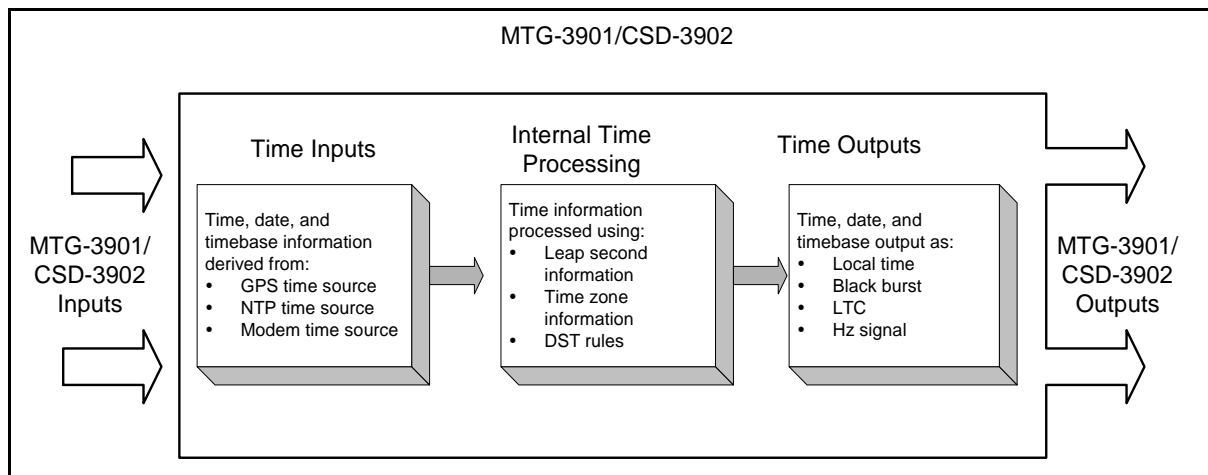 MTG-3901/CSD-3902
MTG-3901/
CSD-3902
Inputs
Time Inputs
Time, date, and
timebase information
derived from:
• GPS time source
• NTP time source
• Modem time source
Internal Time
Processing
Time information
processed using:
• Leap second
information
• Time zone
information
• DST rules
Time Outputs
Time, date, and
timebase output as:
• Local time
• Black burst
• LTC
• Hz signal
MTG-3901/
CSD-3902
Outputs